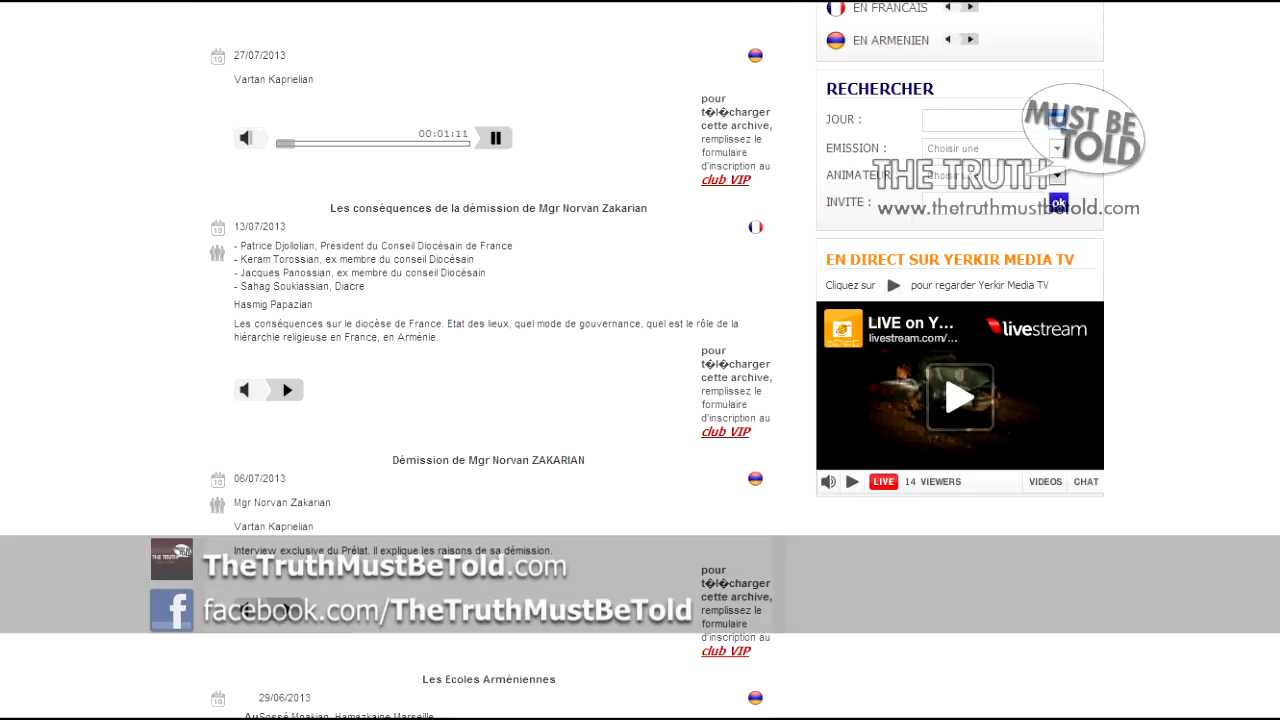 27/07/2013
Vartan Kaprielian
00:01:11
pour
t�l�charger
cette archive,
remplissez le
formulaire
d'inscription au
club VIP
Les conséquences de la démission de Mgr Norvan Zakarian
13/07/2013
- Patrice Djollolian, Président du Conseil Diocésain de France
- Keram Torossian, ex membre du conseil Diocésain
- Jacques Panossian, ex membre du conseil Diocésain
- Sahag Soukiassian, Diacre
Hasmig Papazian
Les conséquences sur le diocèse de France. Etat des lieux, quel mode de gouvernance, quel est le rôle de la
hiérarchie religieuse en France, en Arménie.
pour
t�l�charger
cette archive,
remplissez le
formulaire
d'inscription au
club VIP
Démission de Mgr Norvan ZAKARIAN
06/07/2013
Mgr Norvan Zakarian
Vartan Kaprielian
Interview exclusive du Prélat. Il explique les raisons de sa démission.
pour
t�l�charger
cette archive,
remplissez le
formulaire
d'inscription au
club VIP
Les Ecoles Arméniennes
29/06/2013
EN FRANCAIS
EN ARMENIEN
RECHERCHER
JOUR :
EMISSION : Choisir une
ANIMATEUR
INVITE :
ok
MUST BE
TOLD
THE TRUTH
www.thetruthmustbetold.com
EN DIRECT SUR YERKIR MEDIA TV
Cliquez sur pour regarder Yerkir Media TV
LIVE on Y...
livestream.com/...
livestream
LIVE 14 VIEWERS VIDEOS CHAT
TheTruthMustBeTold.com
facebook.com/TheTruthMustBeTold